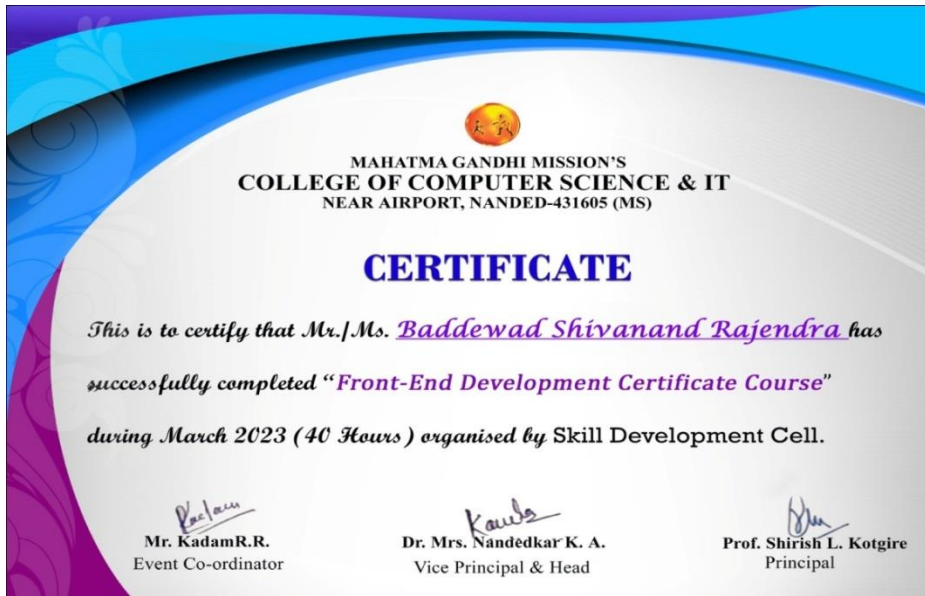 MAHATMA GANDHI MISSION'S
COLLEGE OF COMPUTER SCIENCE & IT
NEAR AIRPORT, NANDED-431605 (MS)
CERTIFICATE
This is to certify that Mr./Ms. Baddewad Shivanand Rajendra has
successfully completed “Front-End Development Certificate Course”
during March 2023 (40 Hours) organised by Skill Development Cell.
Mr. KadamR.R.
Event Co-ordinator
Dr. Mrs. Nandedkar K. A.
Vice Principal & Head
Prof. Shirish L. Kotgire
Principal